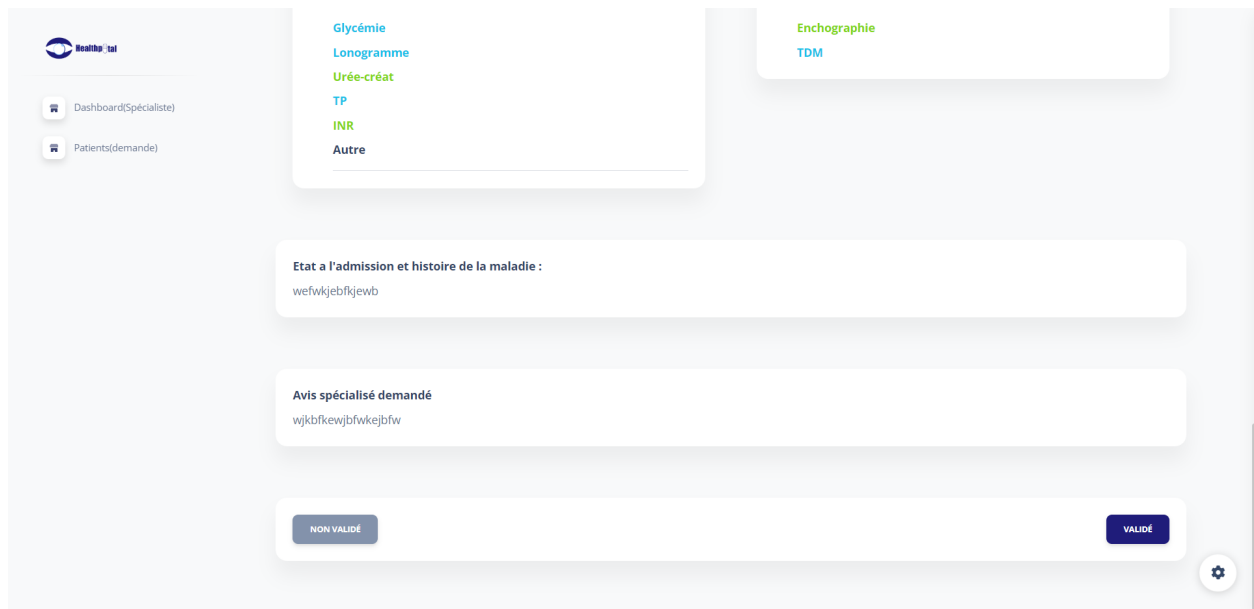 Healthpital
Dashboard(Spécialiste)
Patients(demande)
Glycémie
Lonogramme
Urée-créat
TP
INR
Autre
Enchographie
TDM
Etat a l'admission et histoire de la maladie :
wefwkjebfkjewb
Avis spécialisé demandé
wjkbfkewjbfwkejbfw
NON VALIDÉ
VALIDÉ